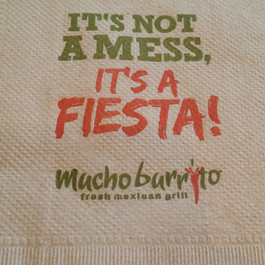 IT'S NOT
A MESS,
IT'S A
FIESTA!
mucho burrito
fresh mexican grill